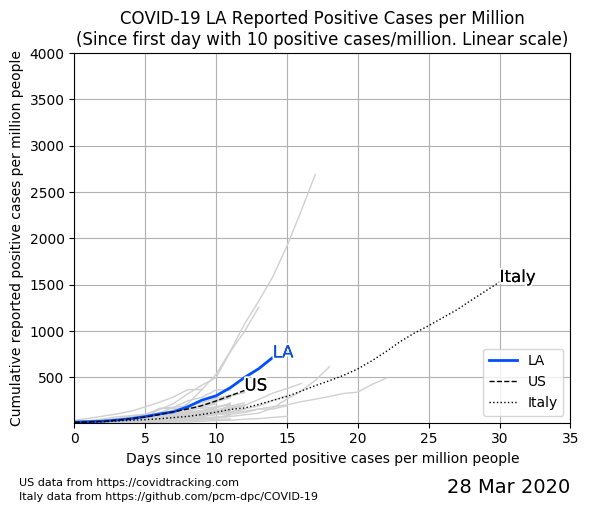 COVID-19 LA Reported Positive Cases per Million
(Since first day with 10 positive cases/million. Linear scale)
Cumulative reported positive cases per million people
4000
3500
3000
2500
2000
1500
1000
500
Italy
LA
US
LA
US
Italy
0 5 10 15 20 25 30 35
Days since 10 reported positive cases per million people
US data from https://covidtracking.com
Italy data from https://github.com/pcm-dpc/COVID-19
28 Mar 2020